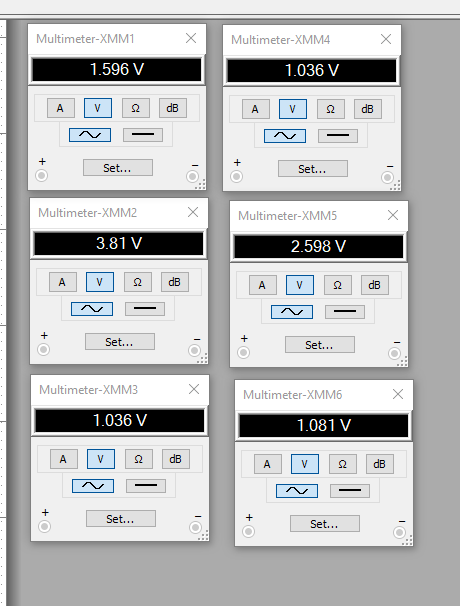 Multimeter-XMM1
1.596 V
A V Ω dB
+ Set... −
Multimeter-XMM2
3.81 V
A V Ω dB
+ Set... −
Multimeter-XMM3
1.036 V
A V Ω dB
+ Set... −
Multimeter-XMM4
1.036 V
A V Ω dB
+ Set... −
Multimeter-XMM5
2.598 V
A V Ω dB
+ Set... −
Multimeter-XMM6
1.081 V
A V Ω dB
+ Set... −